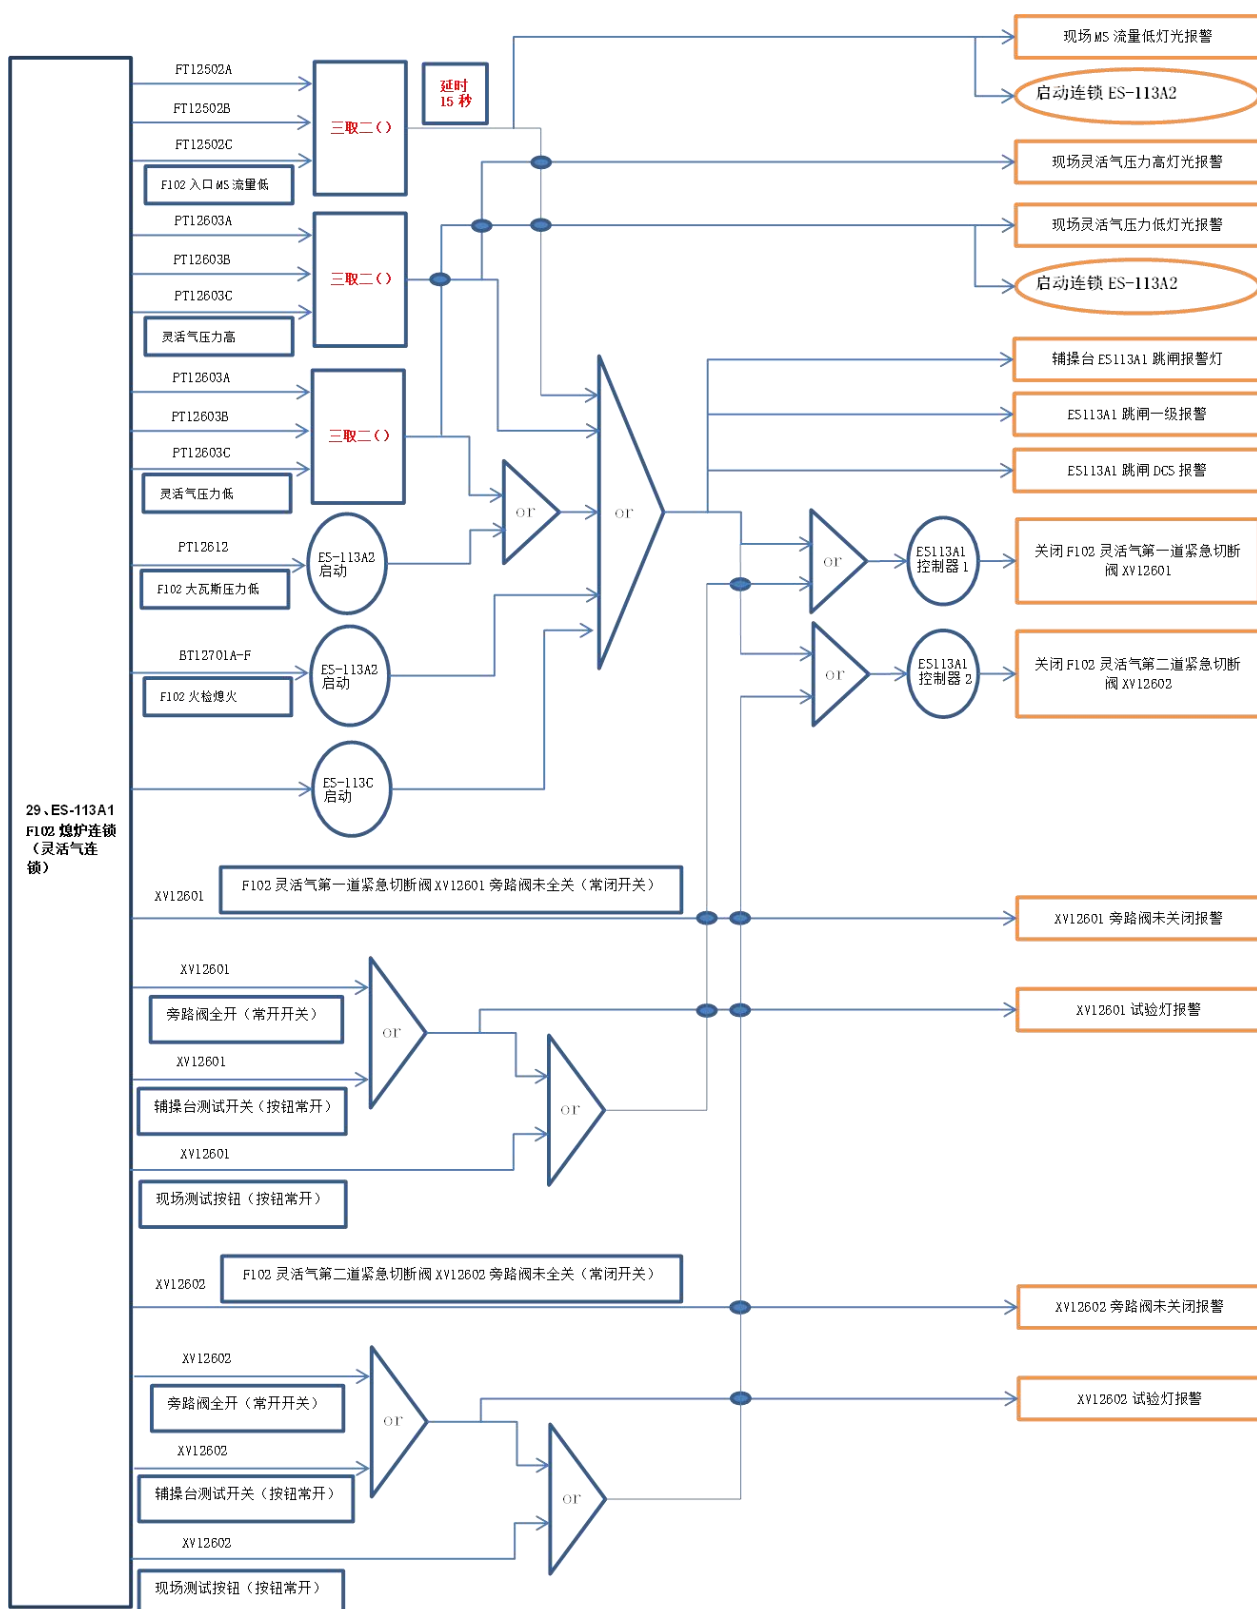 29、ES-113A1
F102 熄炉连锁
（灵活气连
锁）
FT12502A
FT12502B
FT12502C
F102 入口 MS 流量低
三取二（）
延时
15 秒
现场 MS 流量低灯光报警
启动连锁 ES-113A2
PT12603A
PT12603B
PT12603C
灵活气压力高
三取二（）
现场灵活气压力高灯光报警
现场灵活气压力低灯光报警
启动连锁 ES-113A2
PT12603A
PT12603B
PT12603C
灵活气压力低
三取二（）
辅操台 ES113A1 跳闸报警灯
ES113A1 跳闸一级报警
ES113A1 跳闸 DCS 报警
or
or
PT12612
F102 大瓦斯压力低
ES-113A2
启动
or
ES113A1
控制器 1
关闭 F102 灵活气第一道紧急切断
阀 XV12601
BT12701A-F
F102 火检熄火
ES-113A2
启动
or
ES113A1
控制器 2
关闭 F102 灵活气第二道紧急切断
阀 XV12602
ES-113C
启动
XV12601
F102 灵活气第一道紧急切断阀 XV12601 旁路阀未全关（常闭开关）
XV12601 旁路阀未关闭报警
XV12601
旁路阀全开（常开开关）
or
XV12601 试验灯报警
XV12601
辅操台测试开关（按钮常开）
or
XV12601
现场测试按钮（按钮常开）
XV12602
F102 灵活气第二道紧急切断阀 XV12602 旁路阀未全关（常闭开关）
XV12602 旁路阀未关闭报警
XV12602
旁路阀全开（常开开关）
or
XV12602 试验灯报警
XV12602
辅操台测试开关（按钮常开）
or
XV12602
现场测试按钮（按钮常开）